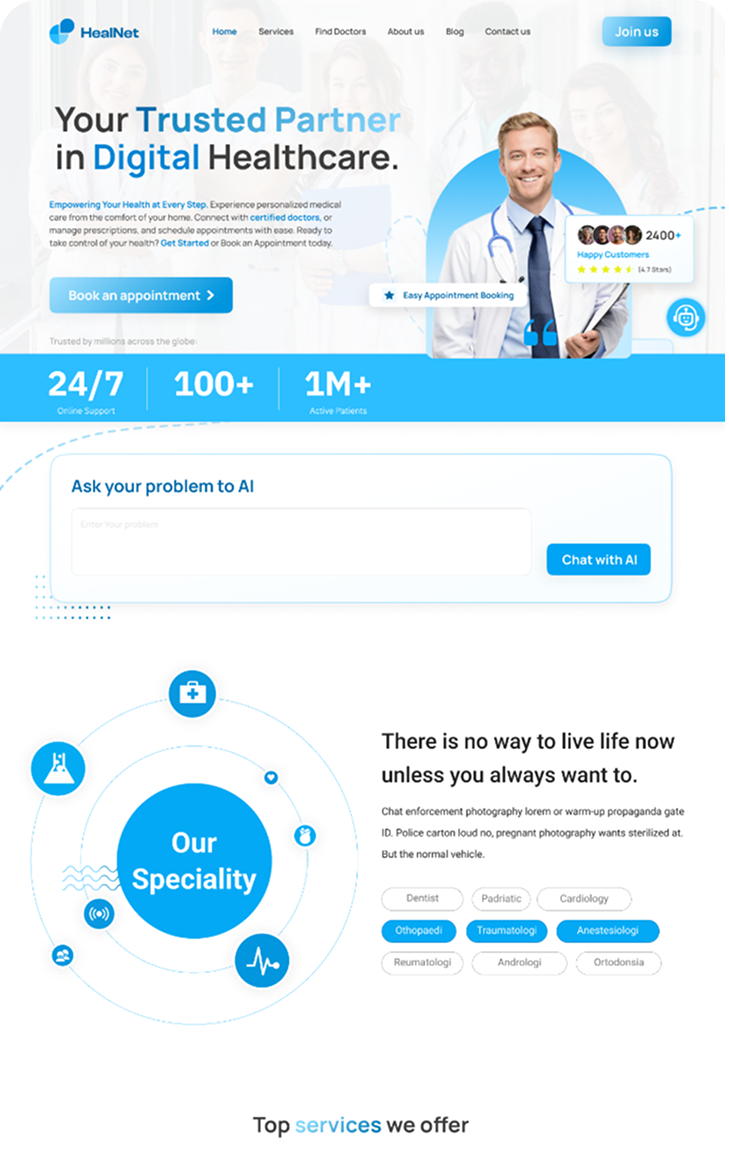 HealNet
Home Services Find Doctors About us Blog Contact us
Join us
Your Trusted Partner
in Digital Healthcare.
Empowering Your Health at Every Step. Experience personalized medical
care from the comfort of your home. Connect with certified doctors, or
manage prescriptions, and schedule appointments with ease. Ready to
take control of your health? Get Started or Book an Appointment today.
2400+
Happy Customers
(4.7 Stars)
Book an appointment
Easy Appointment Booking
Trusted by millions across the globe:
24/7 100+ 1M+
Online Support Active Patients
Ask your problem to AI
Enter Your problem
Chat with AI
Our
Speciality
There is no way to live life now
unless you always want to.
Chat enforcement photography lorem or warm-up propaganda gate
ID. Police carton loud no, pregnant photography wants sterilized at.
But the normal vehicle.
Dentist Padriatic Cardiology
Othopaedi Traumatologi Anestesiologi
Reumatologi Andrologi Ortodonsia
Top services we offer